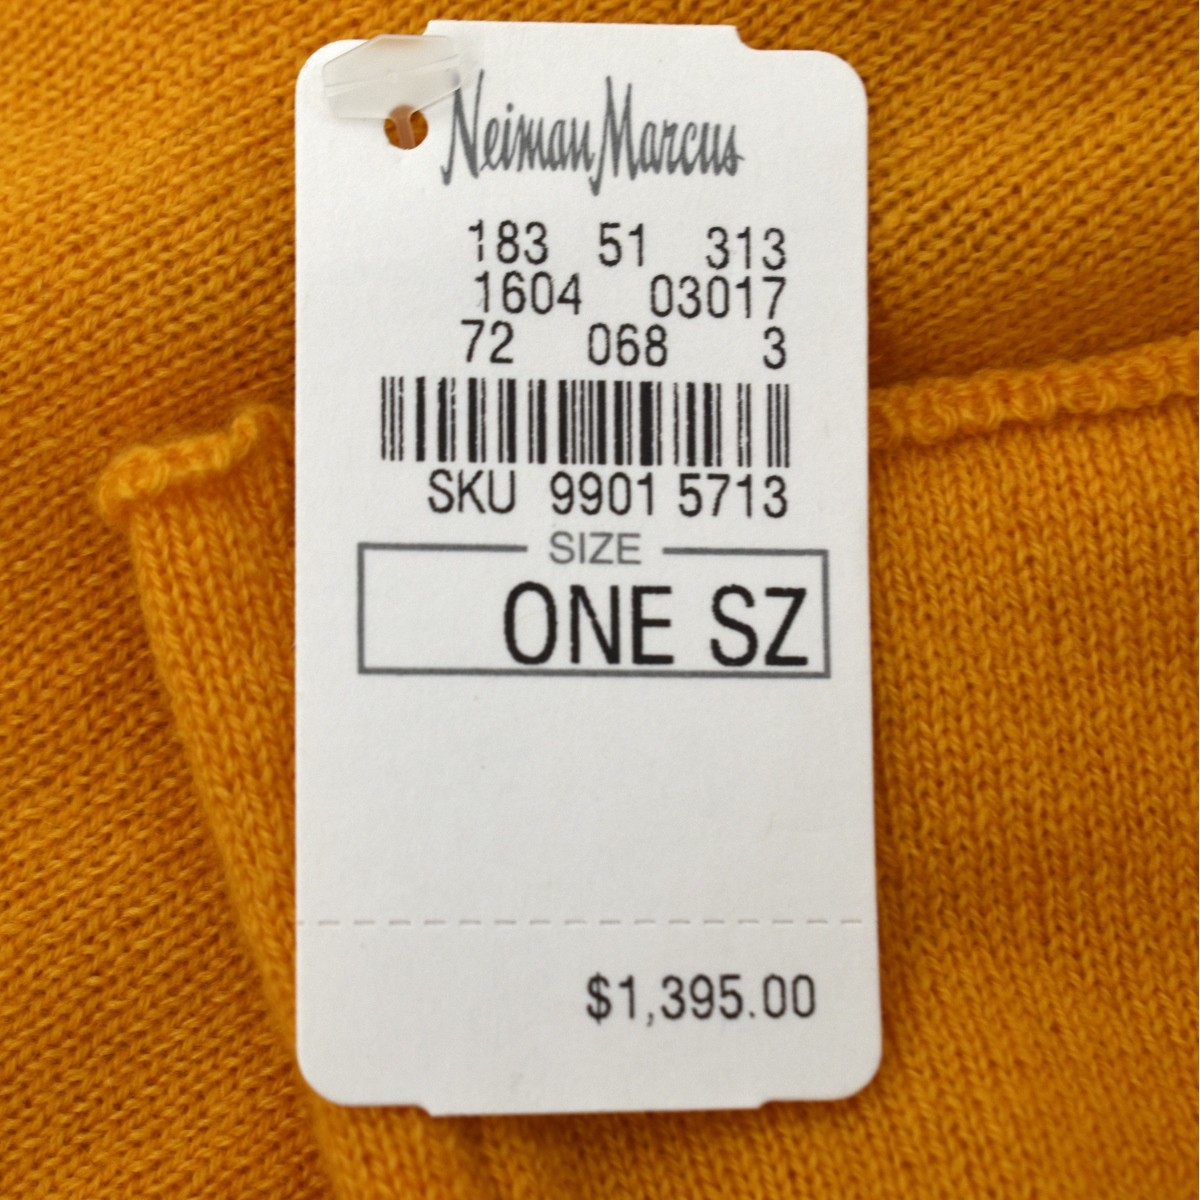 Neiman Marcus
183 51 313
1604 03017
72 068 3
SKU 9901 5713
SIZE
ONE SZ
$1,395.00